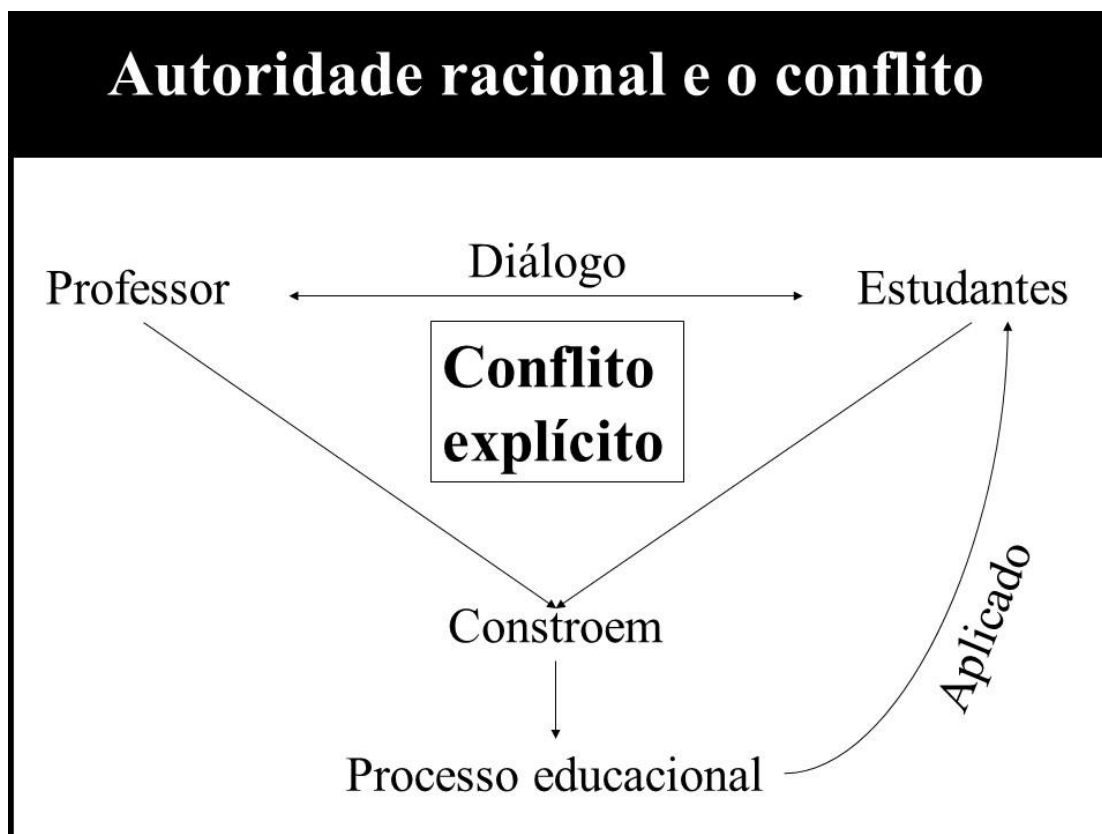 Autoridade racional e o conflito
Diálogo
Professor
Estudantes
Conflito
explícito
Constroem
Aplicado
Processo educacional